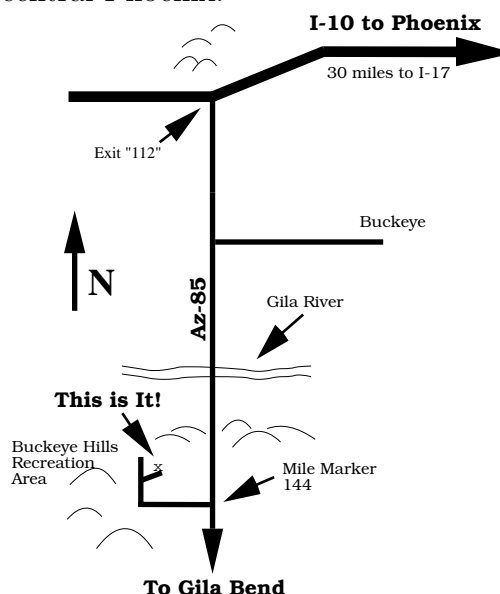 I-10 to Phoenix
30 miles to I-17
Exit "112"
Buckeye
N
Az-85
Gila River
This is It!
Buckeye Hills
Recreation
Area
x
Mile Marker
144
To Gila Bend